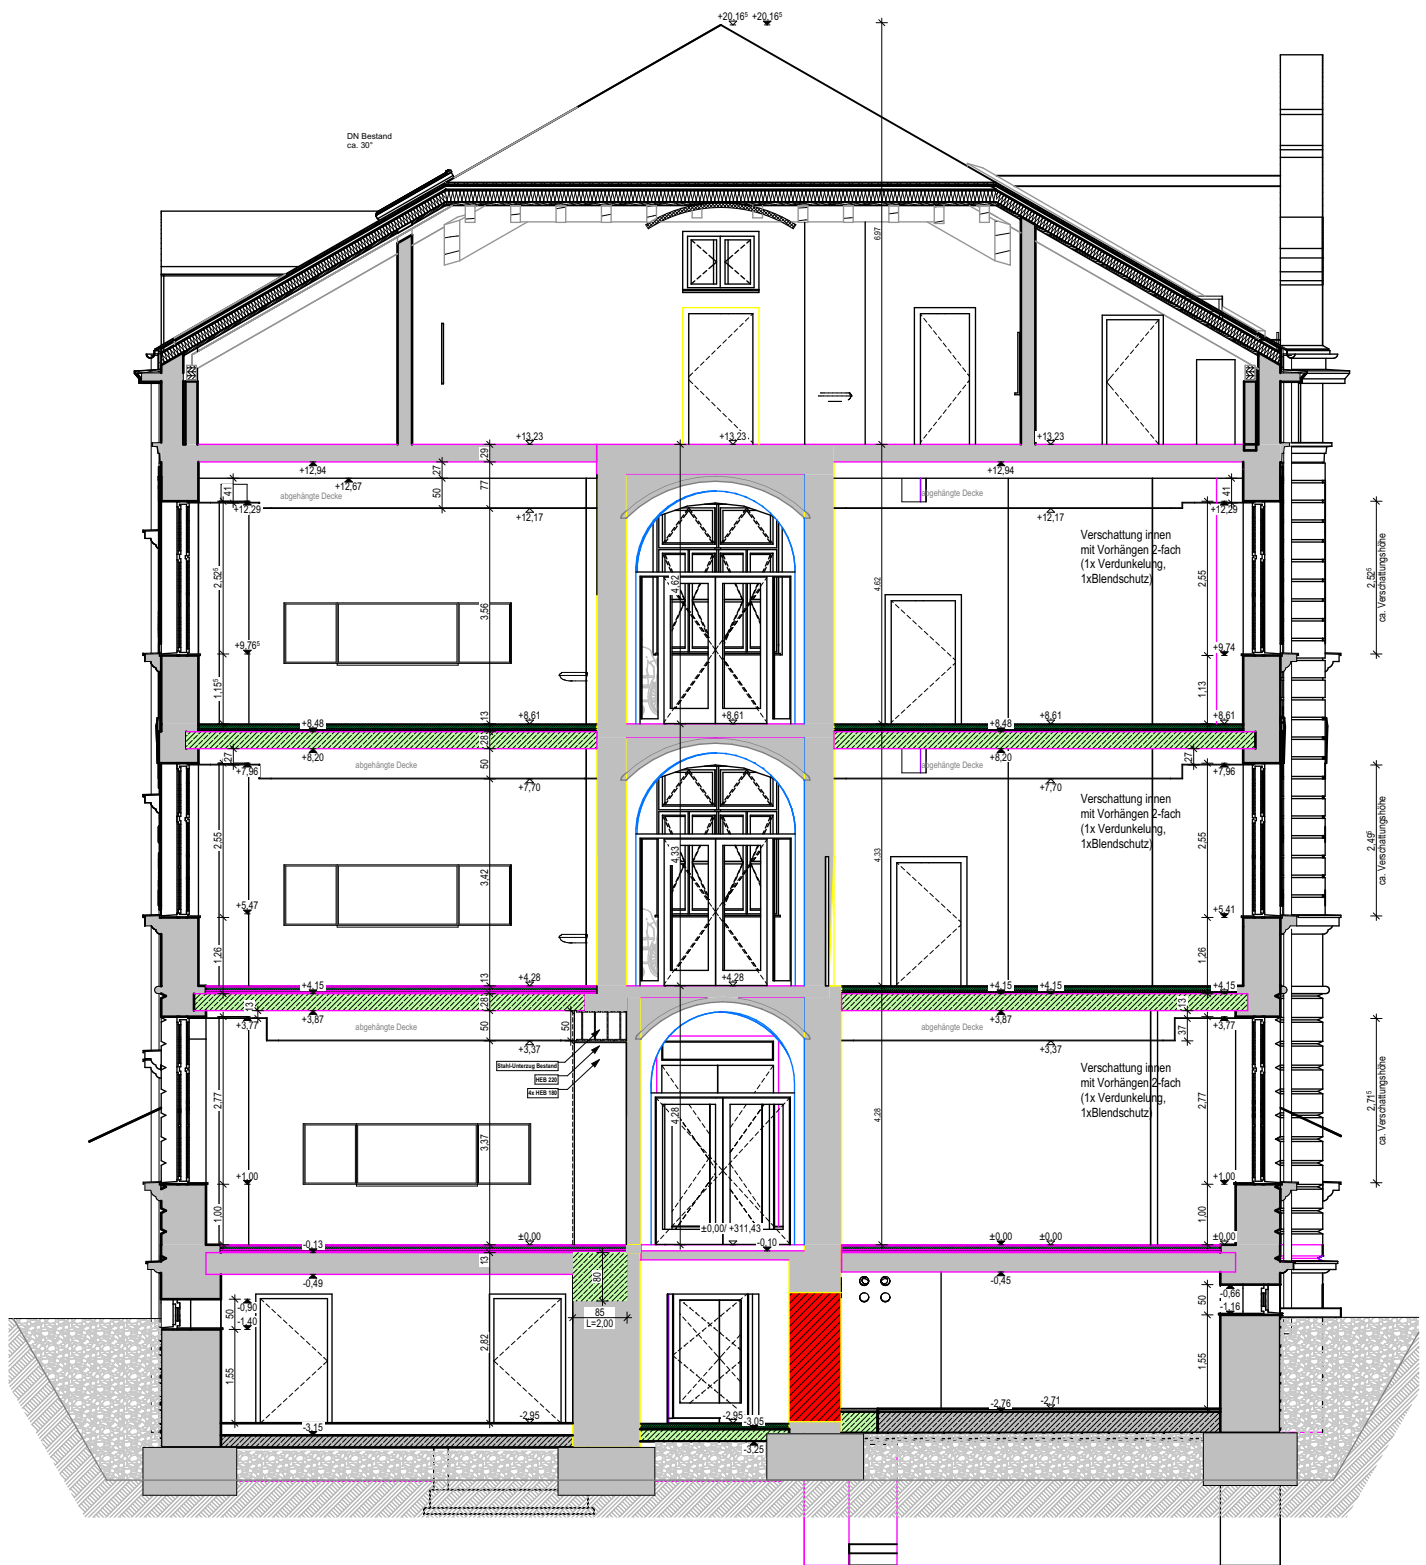 +20,16⁵ +20,16⁵
DN Bestand
ca. 30°
6,97
+13,23 +13,23 +13,23
29
+12,94 +12,94
27
77
+12,67
41 50 41
abgehängte Decke abgehängte Decke
+12,29 +12,29
+12,17 +12,17
Verschattung innen
mit Vorhängen 2-fach
(1x Verdunkelung,
1xBlendschutz)
2,52⁵ 3,56 4,62 4,62 2,55 2,52⁵
ca. Verschattungshöhe
+9,76⁵ +9,74
1,15⁵ 1,13
13
+8,61 +8,61 +8,61 +8,61
+8,48 +8,48
28
+8,20 +8,20
27 50 27
abgehängte Decke abgehängte Decke
+7,96 +7,96
+7,70 +7,70
Verschattung innen
mit Vorhängen 2-fach
(1x Verdunkelung,
1xBlendschutz)
2,55 3,42 4,33 4,33 2,55 2,49⁵
ca. Verschattungshöhe
+5,47 +5,41
1,26 1,26
13
+4,28 +4,28
+4,15 +4,15 +4,15 +4,15
28
13 13
+3,87 +3,87
+3,77 +3,77
50 50 37
abgehängte Decke abgehängte Decke
+3,37 +3,37
Stahl-Unterzug Bestand
HEB 220
4x HEB 180
Verschattung innen
mit Vorhängen 2-fach
(1x Verdunkelung,
1xBlendschutz)
2,77 3,37 4,28 4,28 2,77 2,71⁵
ca. Verschattungshöhe
+1,00 +1,00
1,00 1,00
±0,00/ +311,43
±0,00 ±0,00 ±0,00 ±0,00
-0,13 -0,10
13
-0,49 -0,45
80
-0,66
-0,90
50 50
-1,16
-1,40
85
L=2,00
1,55 2,82 1,55
-2,76 -2,71
-2,95 -2,95
-3,05
-3,15
-3,25